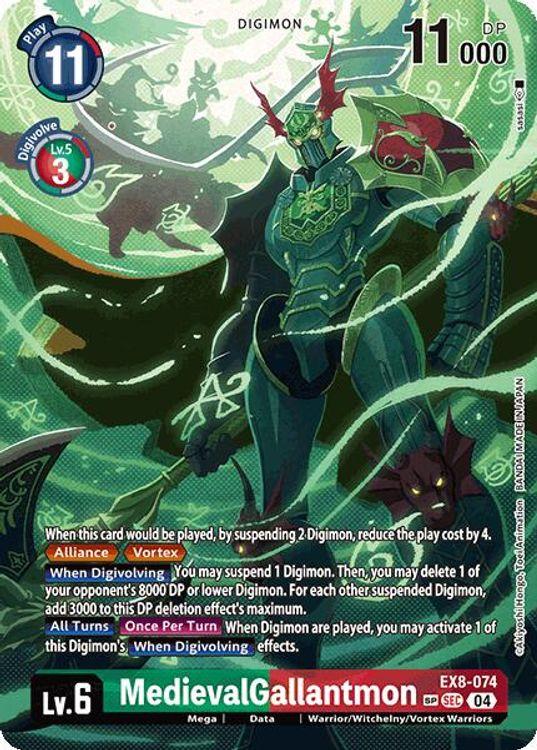 Play
11
DIGIMON
11000 DP
Digivolve
Lv.5
3
sasasi
When this card would be played, by suspending 2 Digimon, reduce the play cost by 4.
Alliance Vortex
When Digivolving You may suspend 1 Digimon. Then, you may delete 1 of
your opponent's 8000 DP or lower Digimon. For each other suspended Digimon,
add 3000 to this DP deletion effect's maximum.
All Turns Once Per Turn When Digimon are played, you may activate 1 of
this Digimon's When Digivolving effects.
©Akiyoshi Hongo, Toei Animation BANDAI MADE IN JAPAN
Lv.6 MedievalGallantmon EX8-074
SP SEC 04
Mega | Data | Warrior/Witchelny/Vortex Warriors